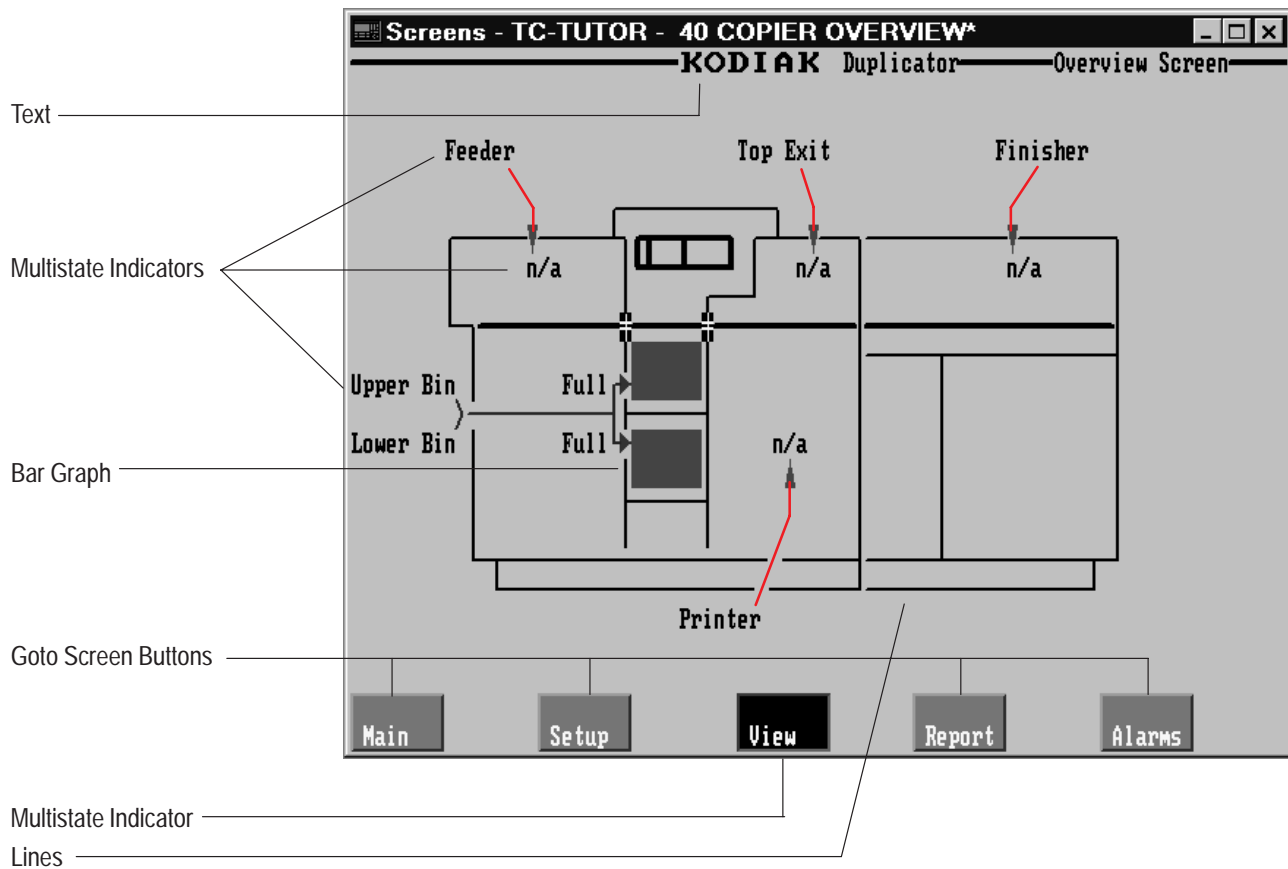 Screens - TC-TUTOR - 40 COPIER OVERVIEW*
KODIAK Duplicator Overview Screen
Text
Feeder Top Exit Finisher
Multistate Indicators
n/a n/a n/a
Upper Bin Full
Lower Bin Full n/a
Bar Graph
Printer
Goto Screen Buttons
Main Setup View Report Alarms
Multistate Indicator
Lines